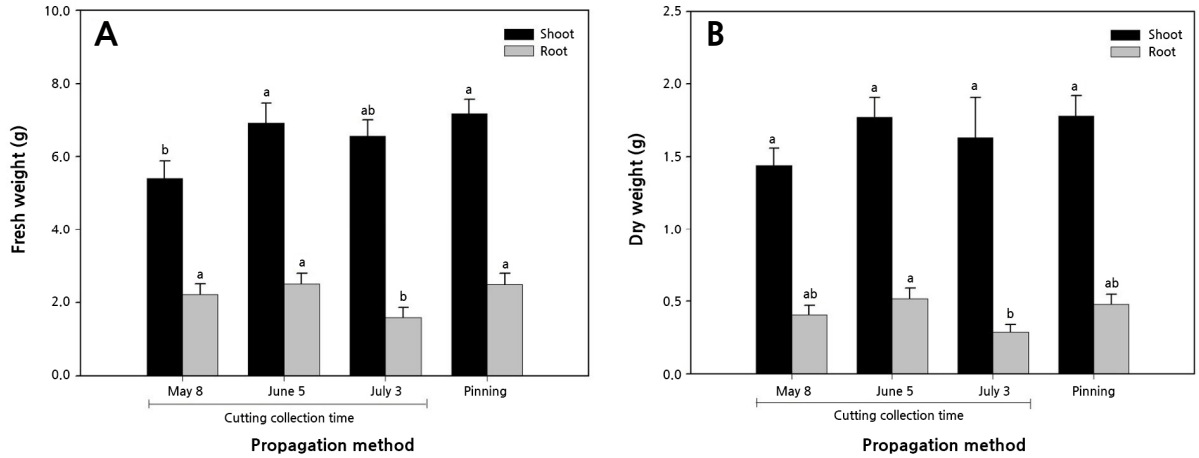 A
Shoot
Root
Fresh weight (g)
10.0
8.0
6.0
4.0
2.0
0.0
b
a
a
a
ab
b
a
a
May 8
June 5
July 3
Pinning
Cutting collection time
Propagation method
B
Shoot
Root
Dry weight (g)
2.5
2.0
1.5
1.0
0.5
0.0
a
ab
a
a
a
b
a
ab
May 8
June 5
July 3
Pinning
Cutting collection time
Propagation method